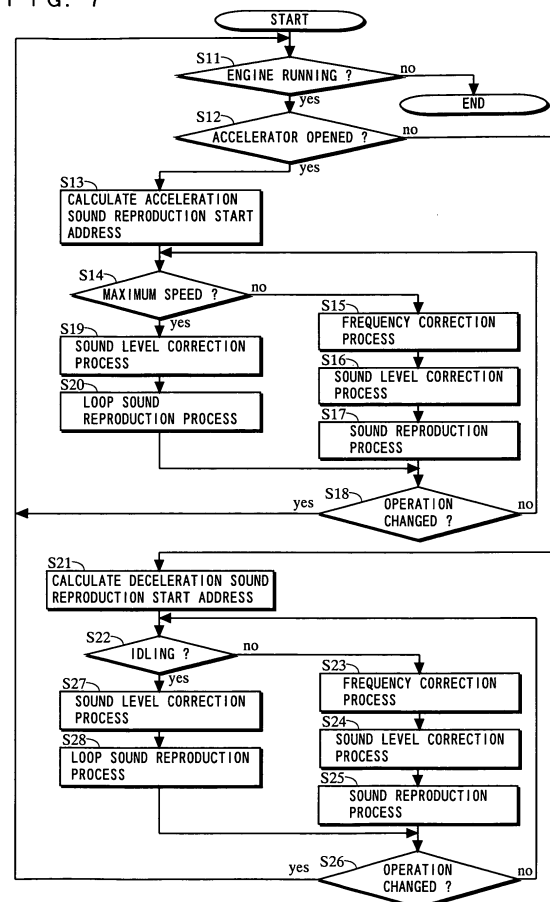 FIG. 7
START
S11
ENGINE RUNNING ?
no
yes
END
S12
ACCELERATOR OPENED ?
no
yes
S13
CALCULATE ACCELERATION
SOUND REPRODUCTION START
ADDRESS
S14
MAXIMUM SPEED ?
no
yes
S15
FREQUENCY CORRECTION
PROCESS
S19
SOUND LEVEL CORRECTION
PROCESS
S16
SOUND LEVEL CORRECTION
PROCESS
S20
LOOP SOUND
REPRODUCTION PROCESS
S17
SOUND REPRODUCTION
PROCESS
S18
yes
OPERATION
CHANGED ?
no
S21
CALCULATE DECELERATION SOUND
REPRODUCTION START ADDRESS
S22
IDLING ?
no
yes
S23
FREQUENCY CORRECTION
PROCESS
S27
SOUND LEVEL CORRECTION
PROCESS
S24
SOUND LEVEL CORRECTION
PROCESS
S28
LOOP SOUND REPRODUCTION
PROCESS
S25
SOUND REPRODUCTION
PROCESS
S26
yes
OPERATION
CHANGED ?
no